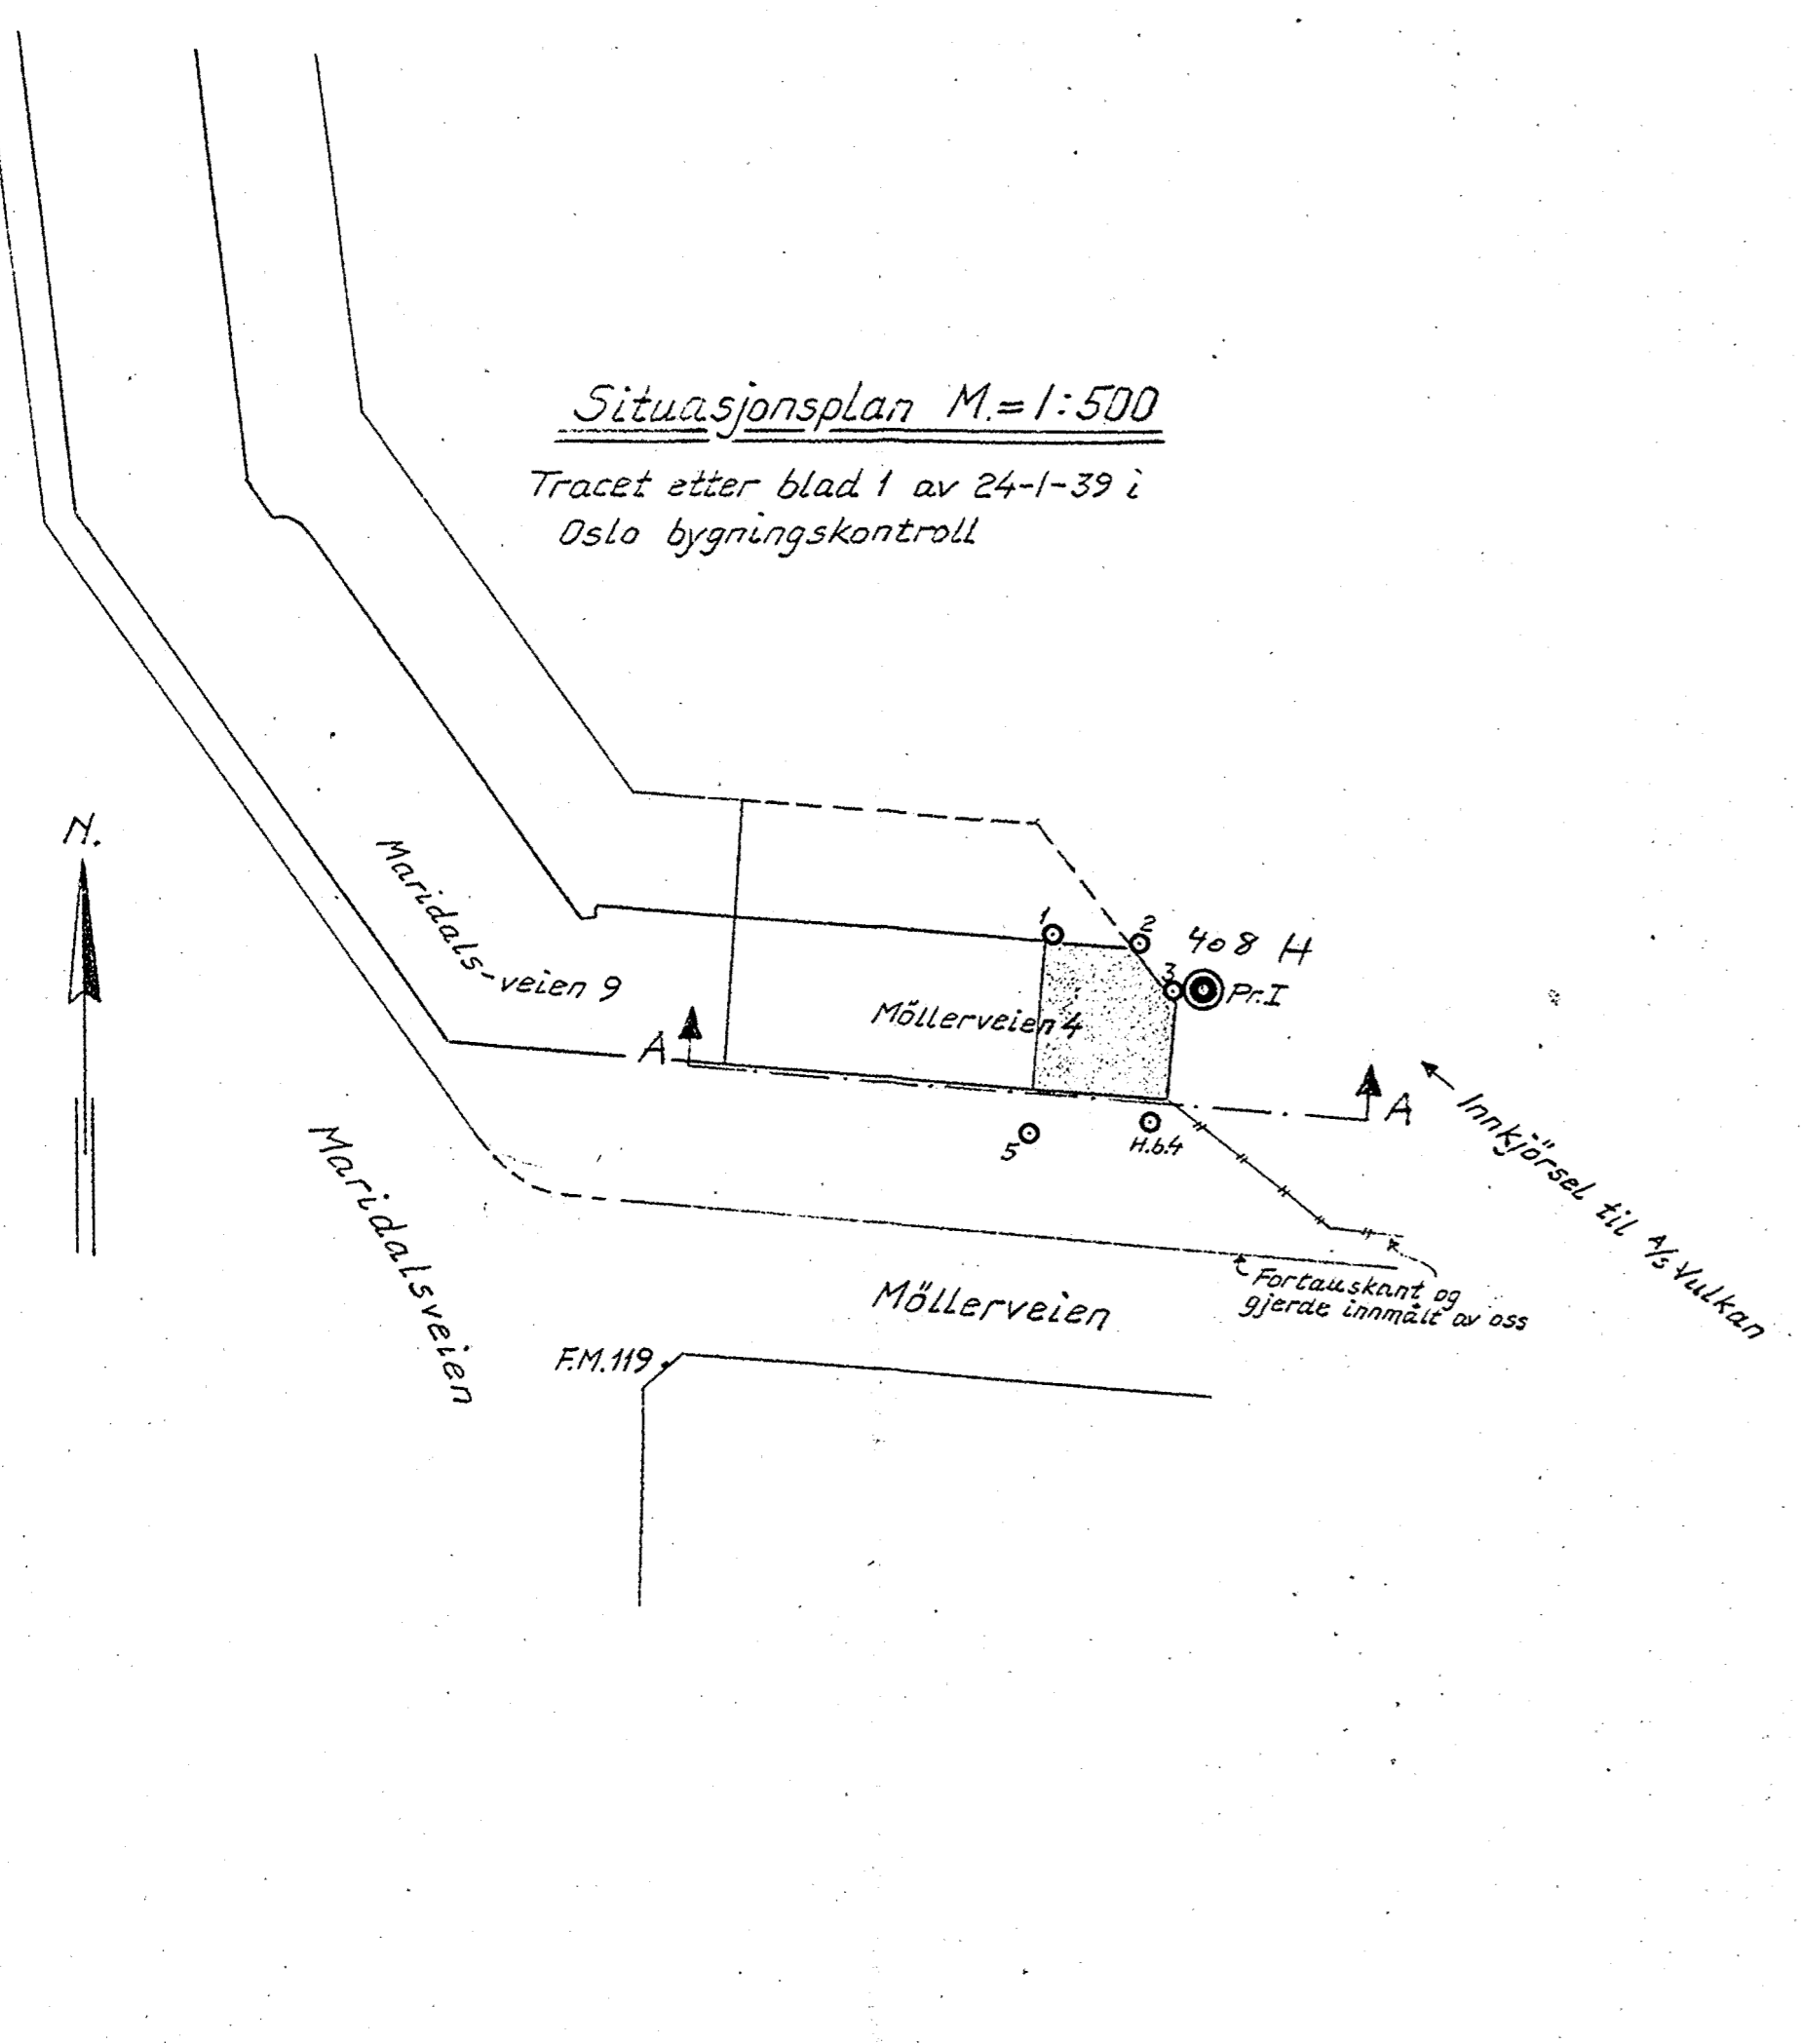 Situasjonsplan M.=1:500
Tracet etter blad 1 av 24-1-39 i
Oslo bygningskontroll
N.
Maridals-veien 9
1
2
408 H
3
Pr.I
Möllerveien 4
A
A
5
H.b.4
Innkjörsel til A/S Vulkan
Maridalsveien
Fortauskant og
gjerde innmålt av oss
Möllerveien
F.M.119